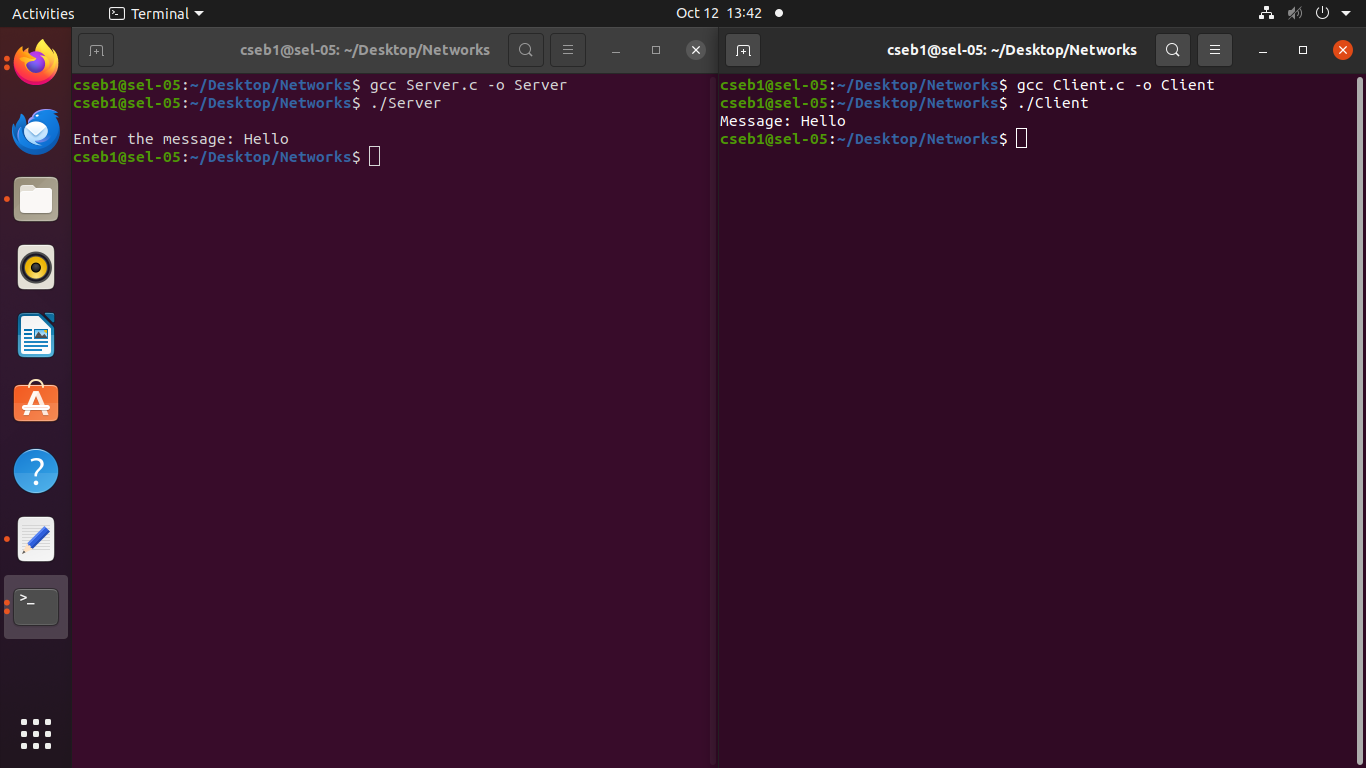 Activities
Terminal
Oct 12 13:42
cseb1@sel-05: ~/Desktop/Networks
cseb1@sel-05:~/Desktop/Networks$ gcc Server.c -o Server
cseb1@sel-05:~/Desktop/Networks$ ./Server
Enter the message: Hello
cseb1@sel-05:~/Desktop/Networks$
cseb1@sel-05: ~/Desktop/Networks
cseb1@sel-05:~/Desktop/Networks$ gcc Client.c -o Client
cseb1@sel-05:~/Desktop/Networks$ ./Client
Message: Hello
cseb1@sel-05:~/Desktop/Networks$